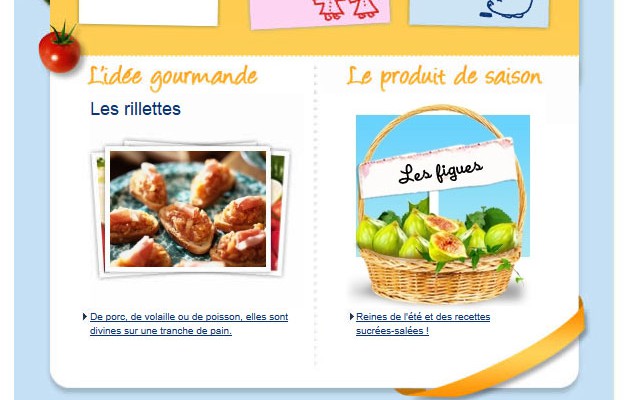 L'idée gourmande
Les rillettes
De porc, de volaille ou de poisson, elles sont
divines sur une tranche de pain.
Le produit de saison
Les figues
Reines de l'été et des recettes
sucrées-salées !